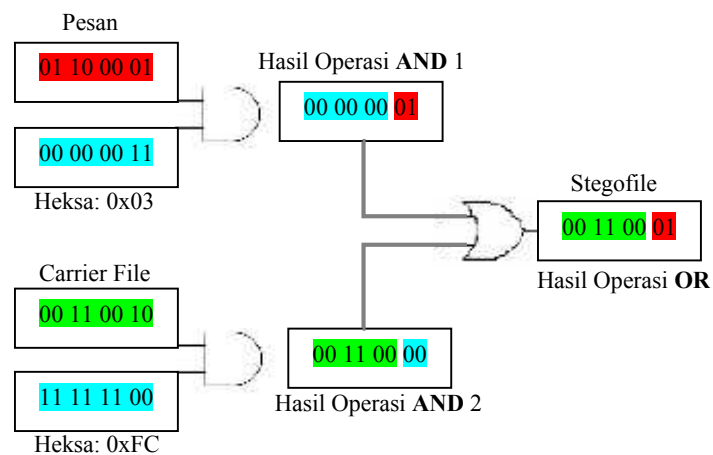 Pesan
01 10 00 01
00 00 00 11
Heksa: 0x03
Hasil Operasi AND 1
00 00 00 01
Carrier File
00 11 00 10
11 11 11 00
Heksa: 0xFC
00 11 00 00
Hasil Operasi AND 2
Stegofile
00 11 00 01
Hasil Operasi OR